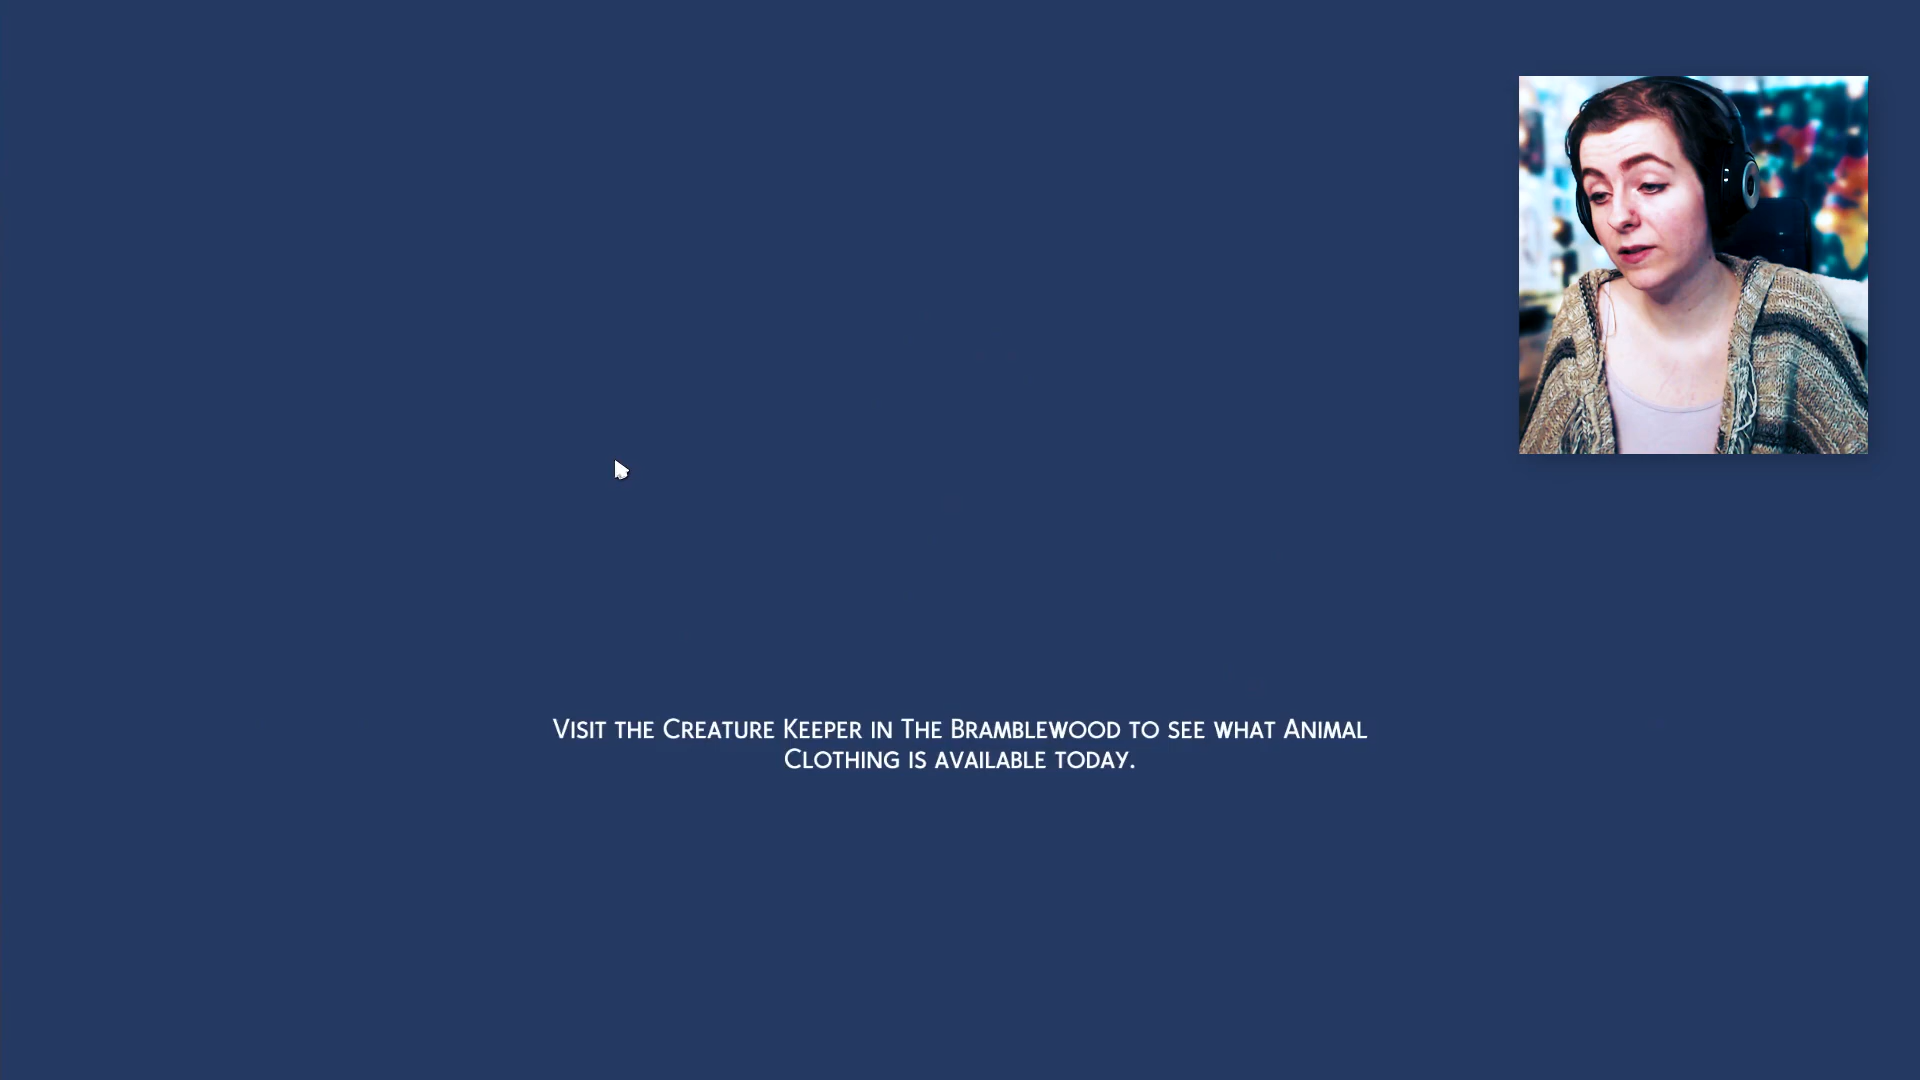 Visit the Creature Keeper in The Bramblewood to see what Animal
Clothing is available today.